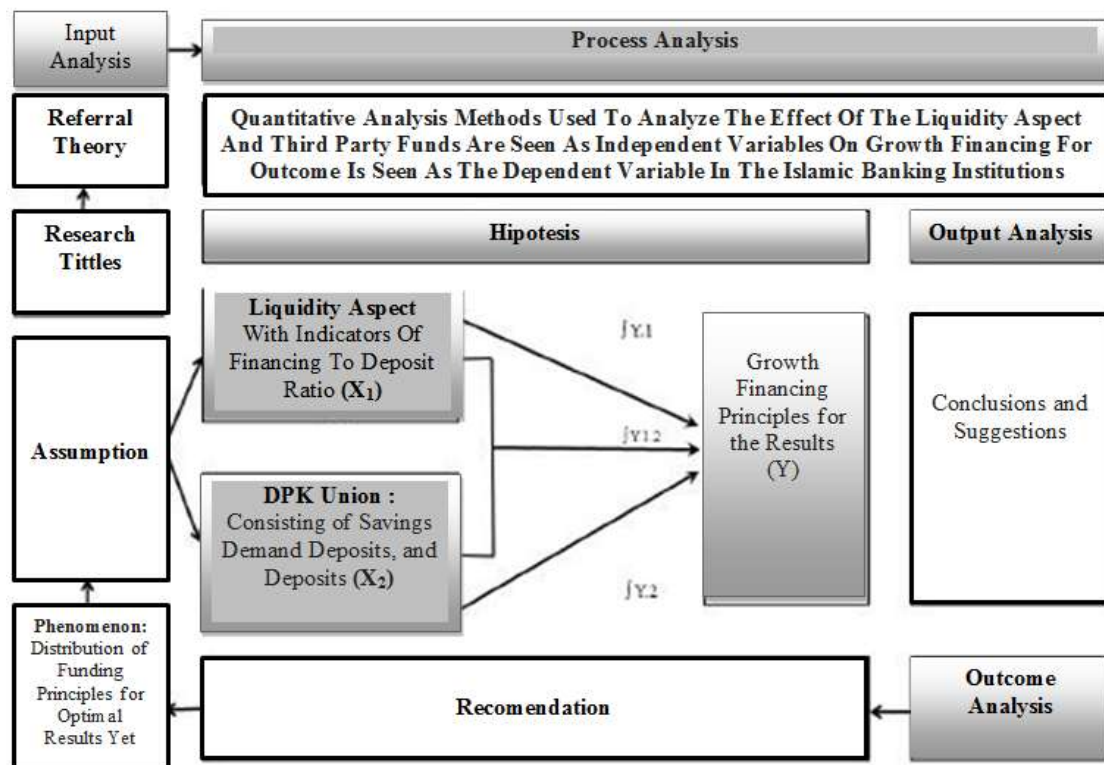 Input
Analysis
Process Analysis
Referral
Theory
Quantitative Analysis Methods Used To Analyze The Effect Of The Liquidity Aspect
And Third Party Funds Are Seen As Independent Variables On Growth Financing For
Outcome Is Seen As The Dependent Variable In The Islamic Banking Institutions
Research
Tittles
Hipotesis
Output Analysis
Liquidity Aspect
With Indicators Of
Financing To Deposit
Ratio (X₁)
∫Y.1
Growth
Financing
Principles for
the Results
(Y)
Conclusions and
Suggestions
Assumption
∫Y1.2
DPK Union :
Consisting of Savings
Demand Deposits, and
Deposits (X₂)
∫Y.2
Phenomenon:
Distribution of
Funding
Principles for
Optimal
Results Yet
Recomendation
Outcome
Analysis